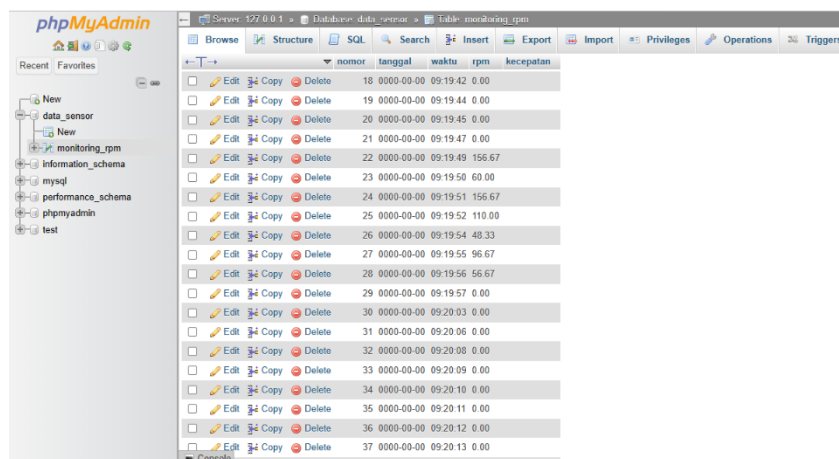 phpMyAdmin
Recent Favorites
New
data_sensor
New
monitoring_rpm
information_schema
mysql
performance_schema
phpmyadmin
test
Server: 127.0.0.1 » Database: data_sensor » Table: monitoring_rpm
Browse Structure SQL Search Insert Export Import Privileges Operations Triggers
nomor tanggal waktu rpm kecepatan
Edit Copy Delete 18 0000-00-00 09:19:42 0.00
Edit Copy Delete 19 0000-00-00 09:19:44 0.00
Edit Copy Delete 20 0000-00-00 09:19:45 0.00
Edit Copy Delete 21 0000-00-00 09:19:47 0.00
Edit Copy Delete 22 0000-00-00 09:19:49 156.67
Edit Copy Delete 23 0000-00-00 09:19:50 60.00
Edit Copy Delete 24 0000-00-00 09:19:51 156.67
Edit Copy Delete 25 0000-00-00 09:19:52 110.00
Edit Copy Delete 26 0000-00-00 09:19:54 48.33
Edit Copy Delete 27 0000-00-00 09:19:55 96.67
Edit Copy Delete 28 0000-00-00 09:19:56 56.67
Edit Copy Delete 29 0000-00-00 09:19:57 0.00
Edit Copy Delete 30 0000-00-00 09:20:03 0.00
Edit Copy Delete 31 0000-00-00 09:20:06 0.00
Edit Copy Delete 32 0000-00-00 09:20:08 0.00
Edit Copy Delete 33 0000-00-00 09:20:09 0.00
Edit Copy Delete 34 0000-00-00 09:20:10 0.00
Edit Copy Delete 35 0000-00-00 09:20:11 0.00
Edit Copy Delete 36 0000-00-00 09:20:12 0.00
Edit Copy Delete 37 0000-00-00 09:20:13 0.00
Console